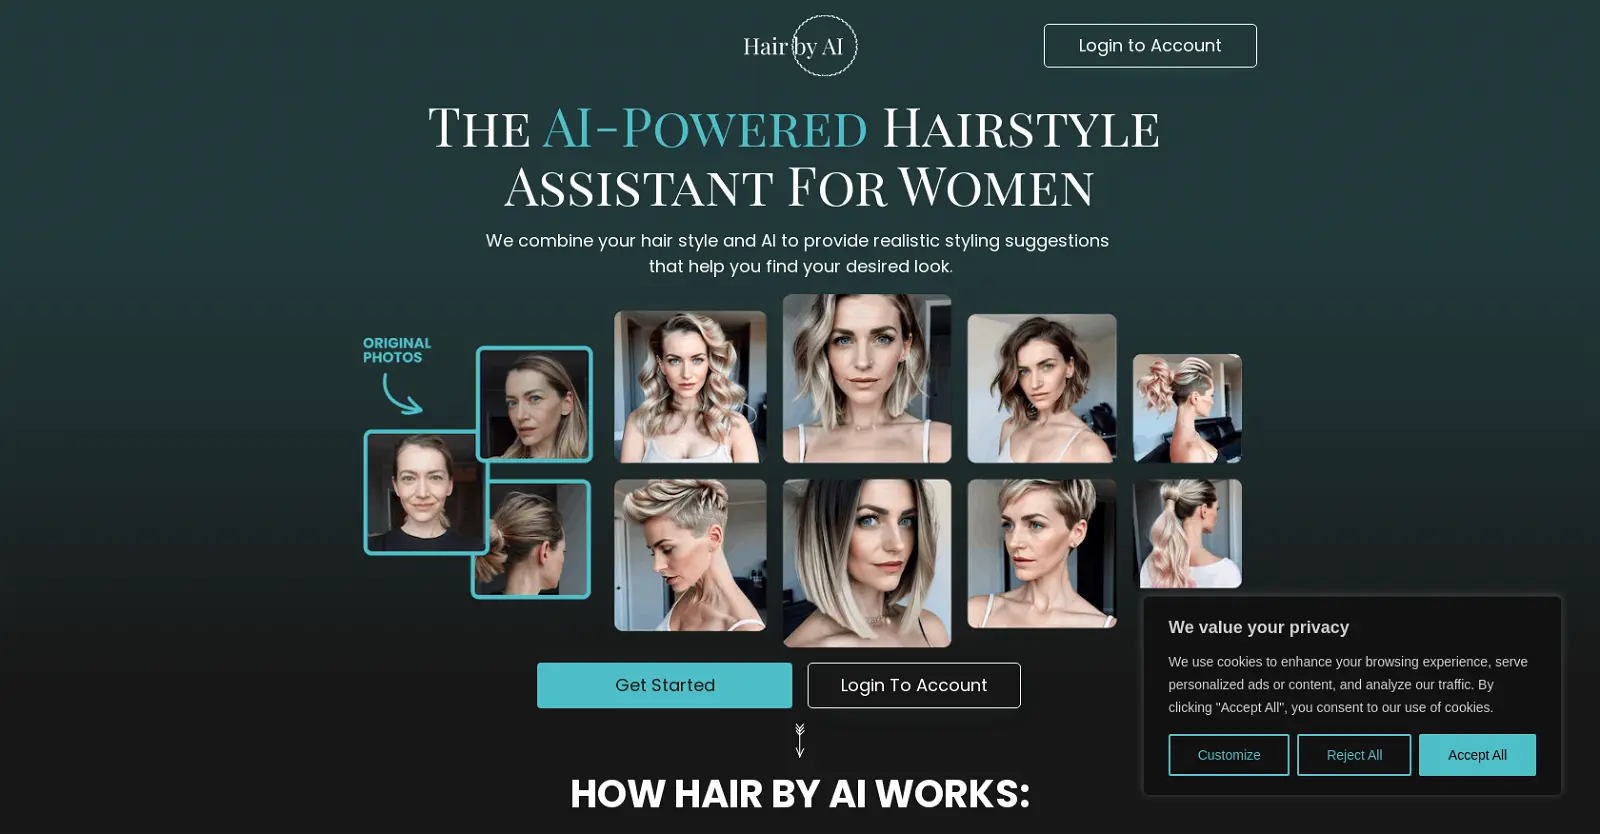 Hair by AI
Login to Account
The AI-Powered Hairstyle
Assistant For Women
We combine your hair style and AI to provide realistic styling suggestions
that help you find your desired look.
ORIGINAL
PHOTOS
Get Started
Login To Account
HOW HAIR BY AI WORKS:
We value your privacy
We use cookies to enhance your browsing experience, serve
personalized ads or content, and analyze our traffic. By
clicking "Accept All", you consent to our use of cookies.
Customize
Reject All
Accept All